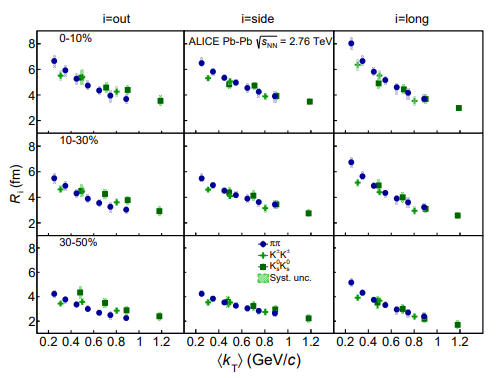 i=out i=side i=long
0-10% ALICE Pb-Pb √sNN = 2.76 TeV
8
6
4
2
10-30%
8
6
4
2
Ri (fm)
30-50%
ππ
K±K±
K0sK0s
Syst. unc.
8
6
4
2
0.2 0.4 0.6 0.8 1 1.2 0.2 0.4 0.6 0.8 1 1.2 0.2 0.4 0.6 0.8 1 1.2
⟨kT⟩ (GeV/c)